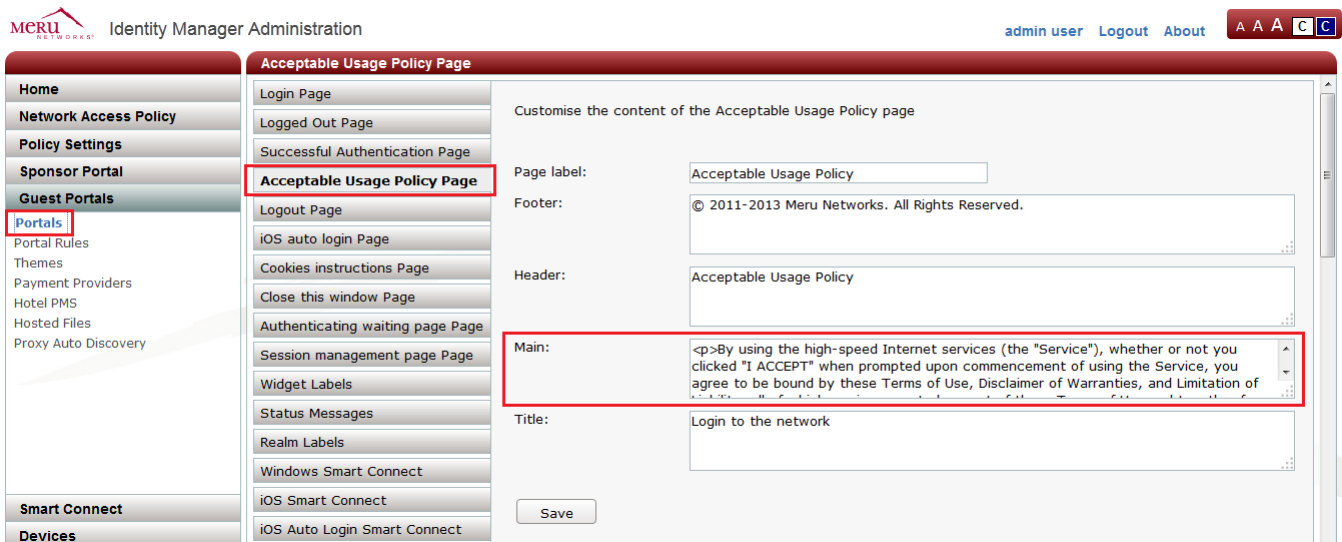 MERU NETWORKS Identity Manager Administration
admin user Logout About
A A A C C
Acceptable Usage Policy Page
Home
Network Access Policy
Policy Settings
Sponsor Portal
Guest Portals
Portals
Portal Rules
Themes
Payment Providers
Hotel PMS
Hosted Files
Proxy Auto Discovery
Smart Connect
Devices
Login Page
Logged Out Page
Successful Authentication Page
Acceptable Usage Policy Page
Logout Page
iOS auto login Page
Cookies instructions Page
Close this window Page
Authenticating waiting page Page
Session management page Page
Widget Labels
Status Messages
Realm Labels
Windows Smart Connect
iOS Smart Connect
iOS Auto Login Smart Connect
Customise the content of the Acceptable Usage Policy page
Page label:
Acceptable Usage Policy
Footer:
© 2011-2013 Meru Networks. All Rights Reserved.
Header:
Acceptable Usage Policy
Main:
<p>By using the high-speed Internet services (the "Service"), whether or not you
clicked "I ACCEPT" when prompted upon commencement of using the Service, you
agree to be bound by these Terms of Use, Disclaimer of Warranties, and Limitation of
Title:
Login to the network
Save